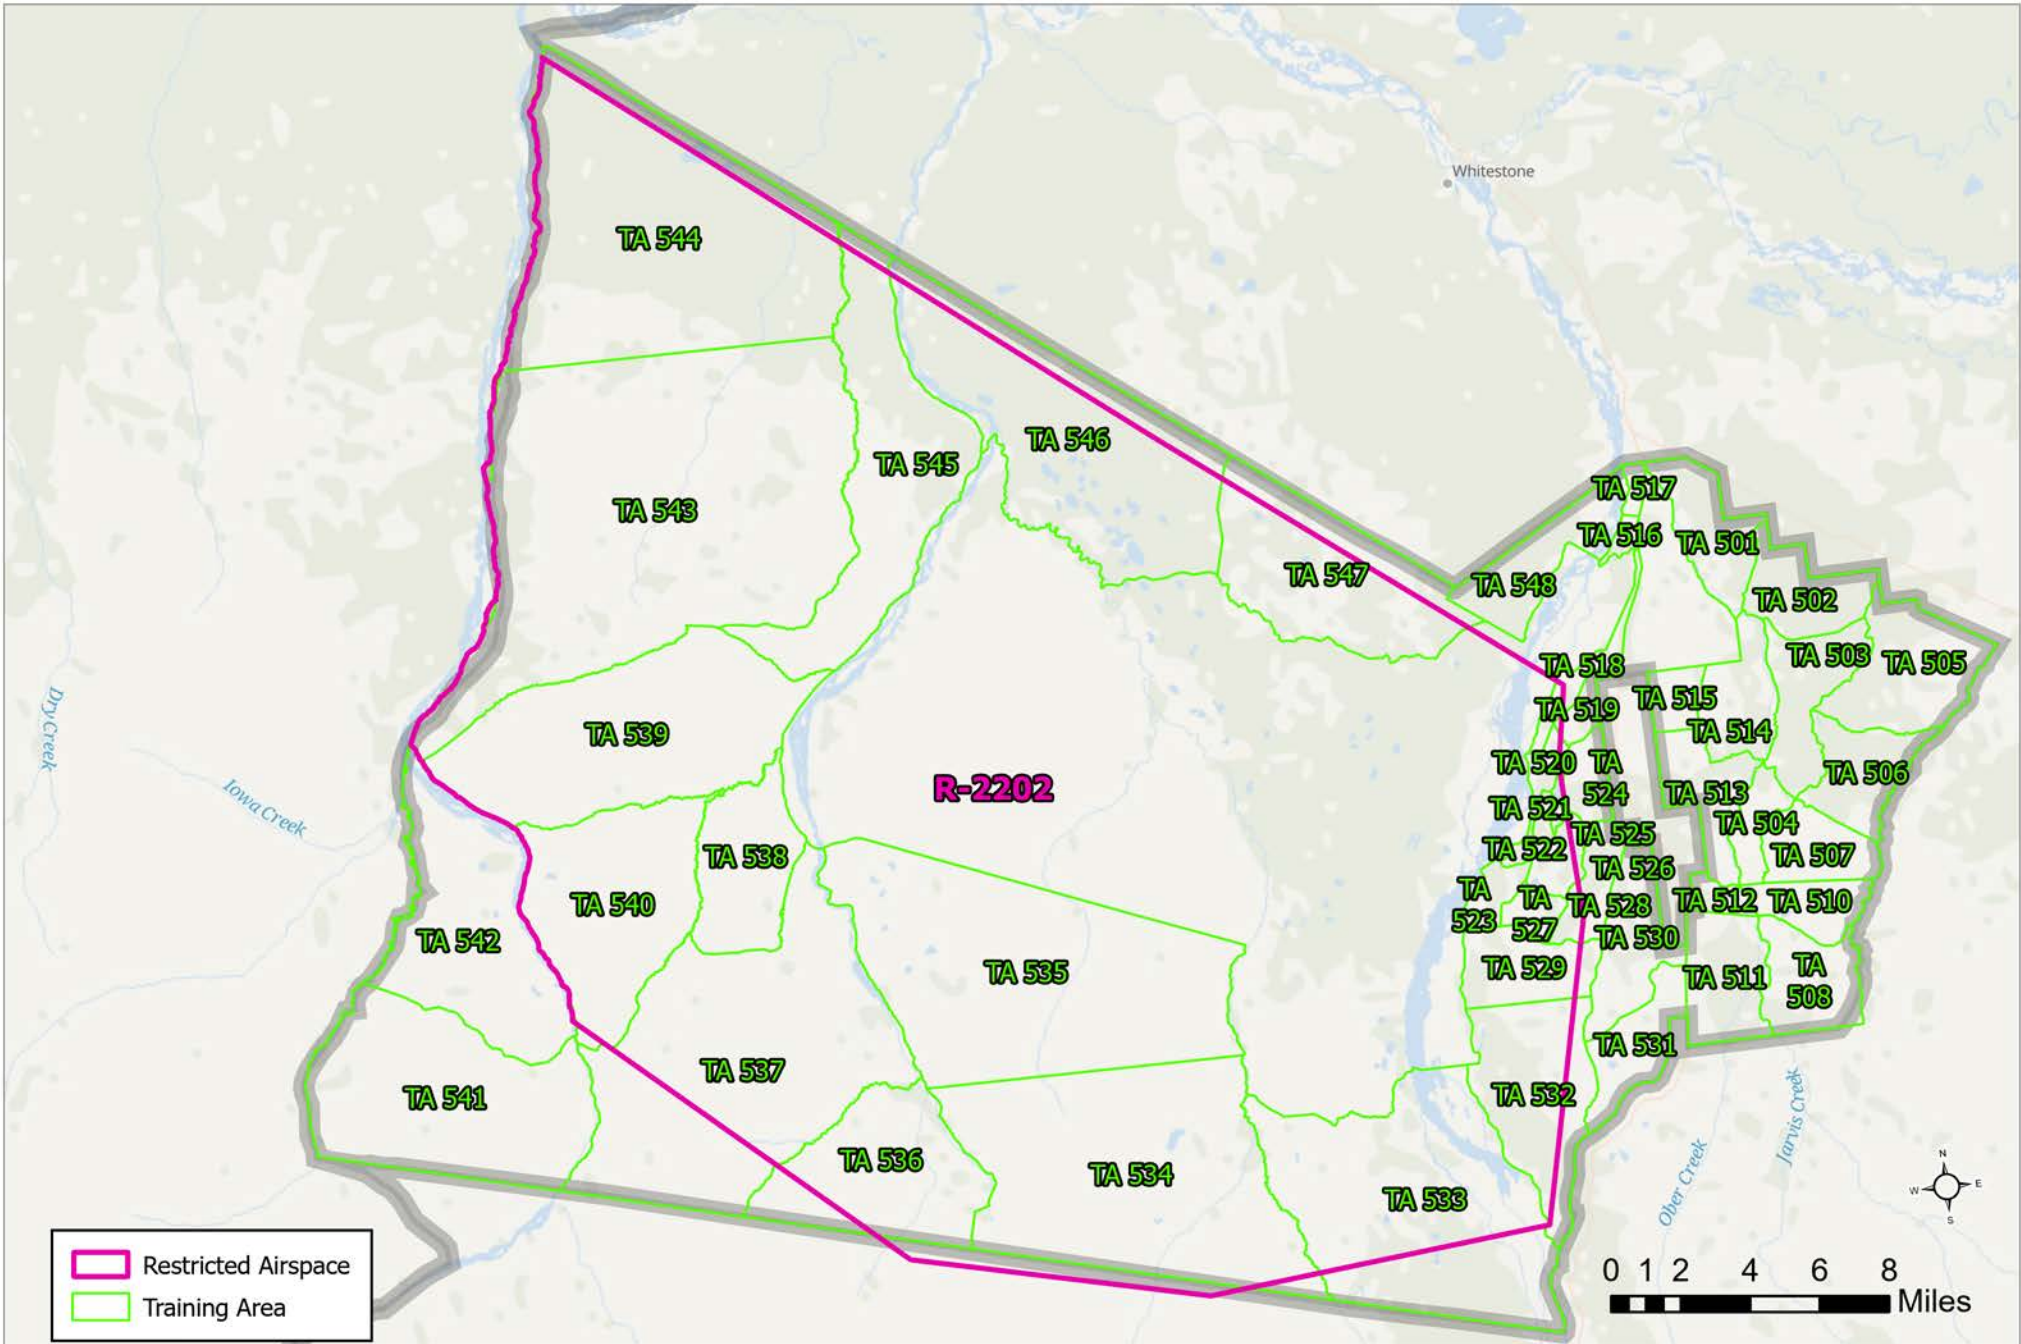 Whitestone
TA 544
TA 546
TA 545
TA 517
TA 543
TA 516
TA 501
TA 547
TA 548
TA 502
TA 503
TA 505
TA 518
TA 515
TA 519
Dry Creek
TA 539
TA 514
TA 520
TA
524
TA 506
R-2202
TA 513
Iowa Creek
TA 521
TA 504
TA 525
TA 522
TA 538
TA 507
TA 526
TA
523
TA
527
TA 540
TA 528
TA 512
TA 510
TA 542
TA 530
TA 535
TA 529
TA 511
TA
508
TA 531
TA 537
TA 541
TA 532
Jarvis Creek
TA 536
TA 534
TA 533
Ober Creek
N
W
E
S
Restricted Airspace
Training Area
0 1 2 4 6 8
Miles